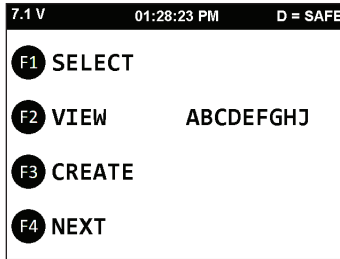 7.1 V 01:28:23 PM D = SAFE
F1 SELECT
F2 VIEW ABCDEFGHJ
F3 CREATE
F4 NEXT